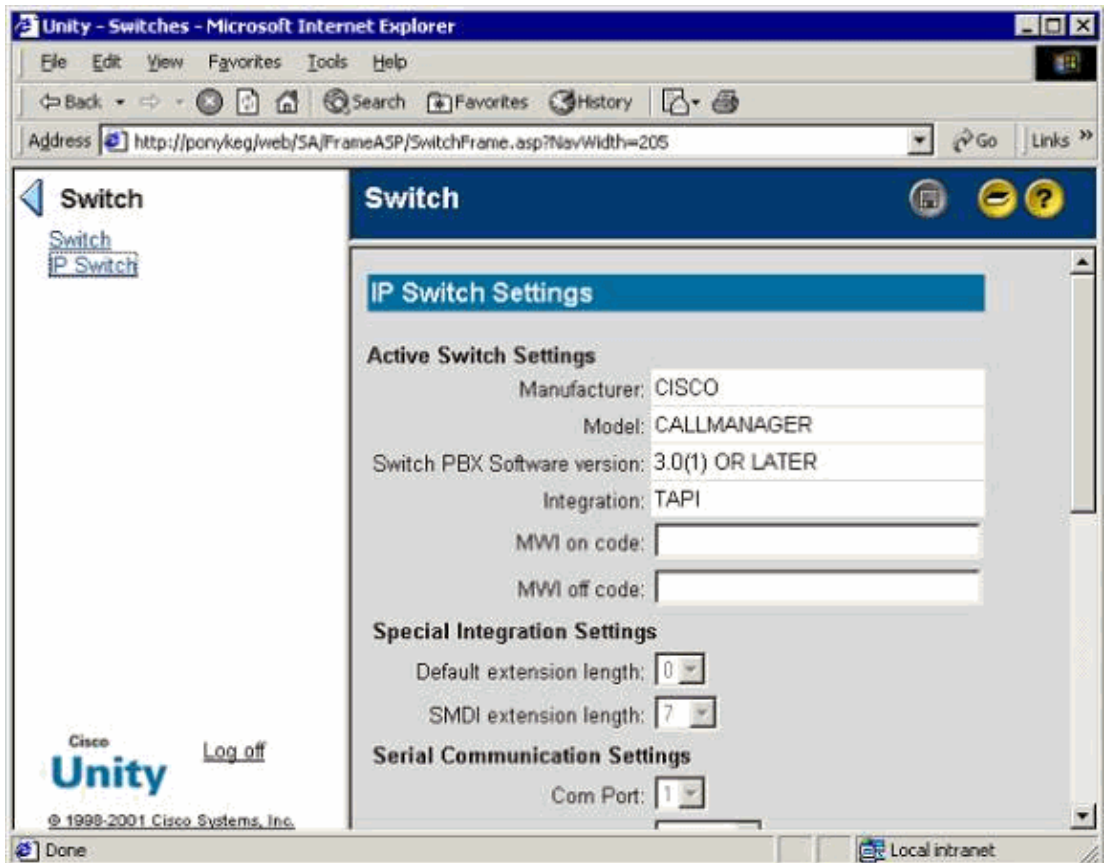 Unity - Switches - Microsoft Internet Explorer
File Edit View Favorites Tools Help
Back Search Favorites History
Address http://ponykeg/web/SA/FrameASP/SwitchFrame.asp?NavWidth=205 Go Links »
Switch
Switch
IP Switch
Cisco
Unity
Log off
© 1998-2001 Cisco Systems, Inc.
Switch ?
IP Switch Settings
Active Switch Settings
Manufacturer: CISCO
Model: CALLMANAGER
Switch PBX Software version: 3.0(1) OR LATER
Integration: TAPI
MWI on code:
MWI off code:
Special Integration Settings
Default extension length: 0
SMDI extension length: 7
Serial Communication Settings
Com Port: 1
Done Local intranet